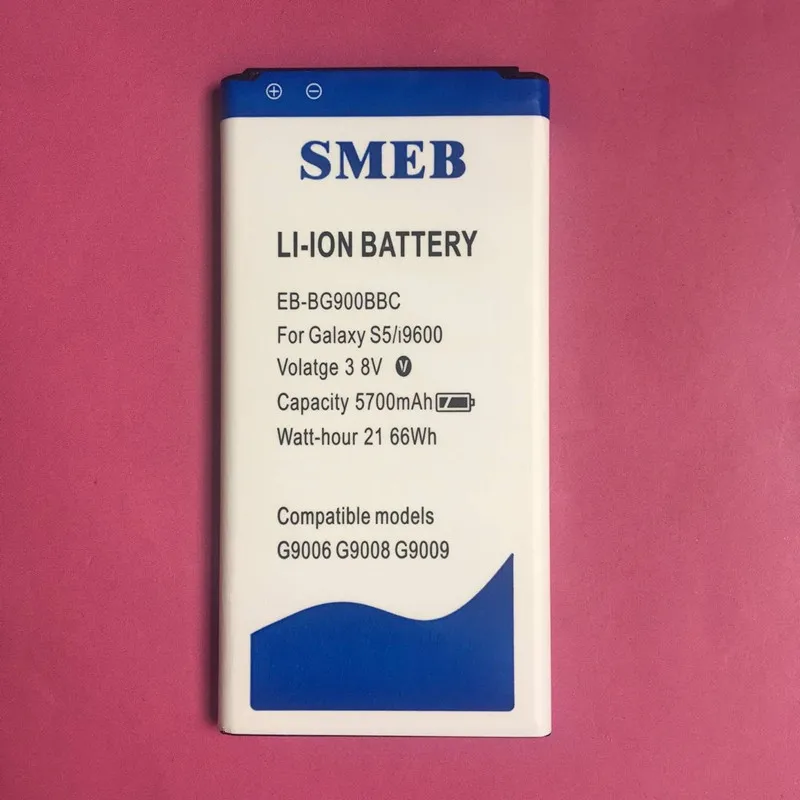 ⊕ ⊖
SMEB
LI-ION BATTERY
EB-BG900BBC
For Galaxy S5/i9600
Volatge 3 8V V
Capacity 5700mAh
Watt-hour 21 66Wh
Compatible models
G9006 G9008 G9009